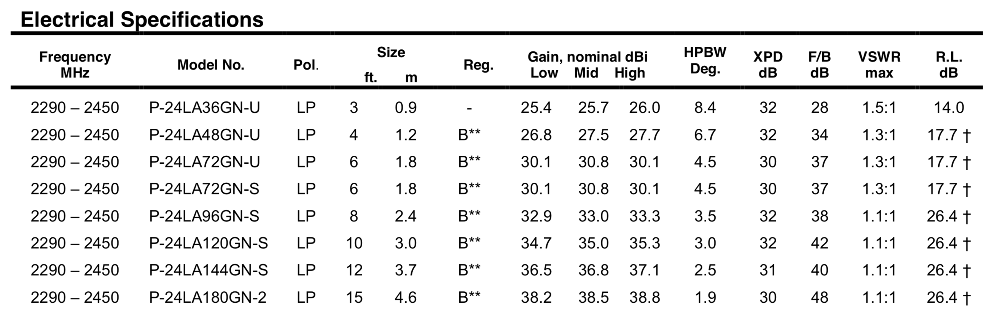 Electrical Specifications
Frequency MHz Model No. Pol. Size ft. m Reg. Gain, nominal dBi Low Mid High HPBW Deg. XPD dB F/B dB VSWR max R.L. dB
2290 – 2450 P-24LA36GN-U LP 3 0.9 - 25.4 25.7 26.0 8.4 32 28 1.5:1 14.0
2290 – 2450 P-24LA48GN-U LP 4 1.2 B** 26.8 27.5 27.7 6.7 32 34 1.3:1 17.7 †
2290 – 2450 P-24LA72GN-U LP 6 1.8 B** 30.1 30.8 30.1 4.5 30 37 1.3:1 17.7 †
2290 – 2450 P-24LA72GN-S LP 6 1.8 B** 30.1 30.8 30.1 4.5 30 37 1.3:1 17.7 †
2290 – 2450 P-24LA96GN-S LP 8 2.4 B** 32.9 33.0 33.3 3.5 32 38 1.1:1 26.4 †
2290 – 2450 P-24LA120GN-S LP 10 3.0 B** 34.7 35.0 35.3 3.0 32 42 1.1:1 26.4 †
2290 – 2450 P-24LA144GN-S LP 12 3.7 B** 36.5 36.8 37.1 2.5 31 40 1.1:1 26.4 †
2290 – 2450 P-24LA180GN-2 LP 15 4.6 B** 38.2 38.5 38.8 1.9 30 48 1.1:1 26.4 †